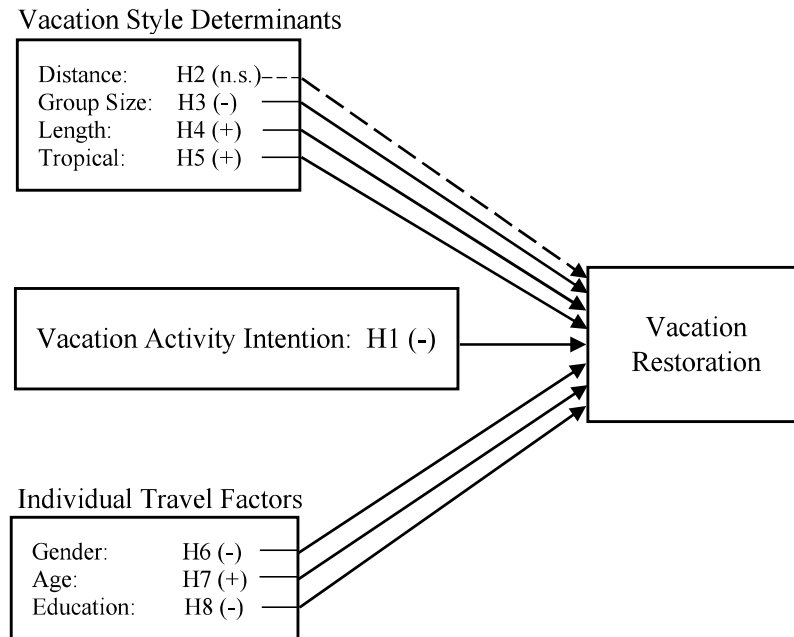 Vacation Style Determinants
Distance: H2 (n.s.)
Group Size: H3 (-)
Length: H4 (+)
Tropical: H5 (+)
Vacation Activity Intention: H1 (-)
Vacation
Restoration
Individual Travel Factors
Gender: H6 (-)
Age: H7 (+)
Education: H8 (-)